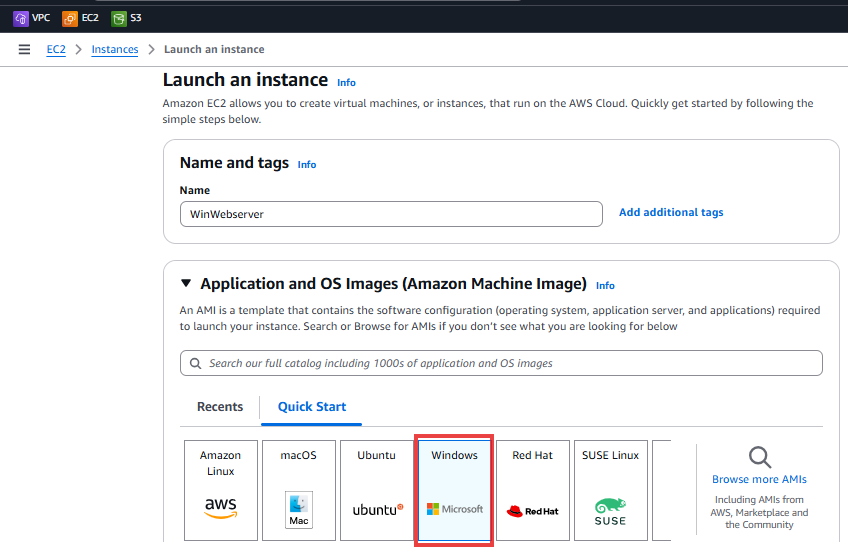 VPC EC2 S3
EC2 Instances Launch an instance
Launch an instance Info
Amazon EC2 allows you to create virtual machines, or instances, that run on the AWS Cloud. Quickly get started by following the
simple steps below.
Name and tags Info
Name
WinWebserver
Add additional tags
Application and OS Images (Amazon Machine Image) Info
An AMI is a template that contains the software configuration (operating system, application server, and applications) required
to launch your instance. Search or Browse for AMIs if you don’t see what you are looking for below
Search our full catalog including 1000s of application and OS images
Recents Quick Start
Amazon
Linux
aws
macOS
Mac
Ubuntu
ubuntu
Windows
Microsoft
Red Hat
Red Hat
SUSE Linux
SUSE
Browse more AMIs
Including AMIs from
AWS, Marketplace and
the Community